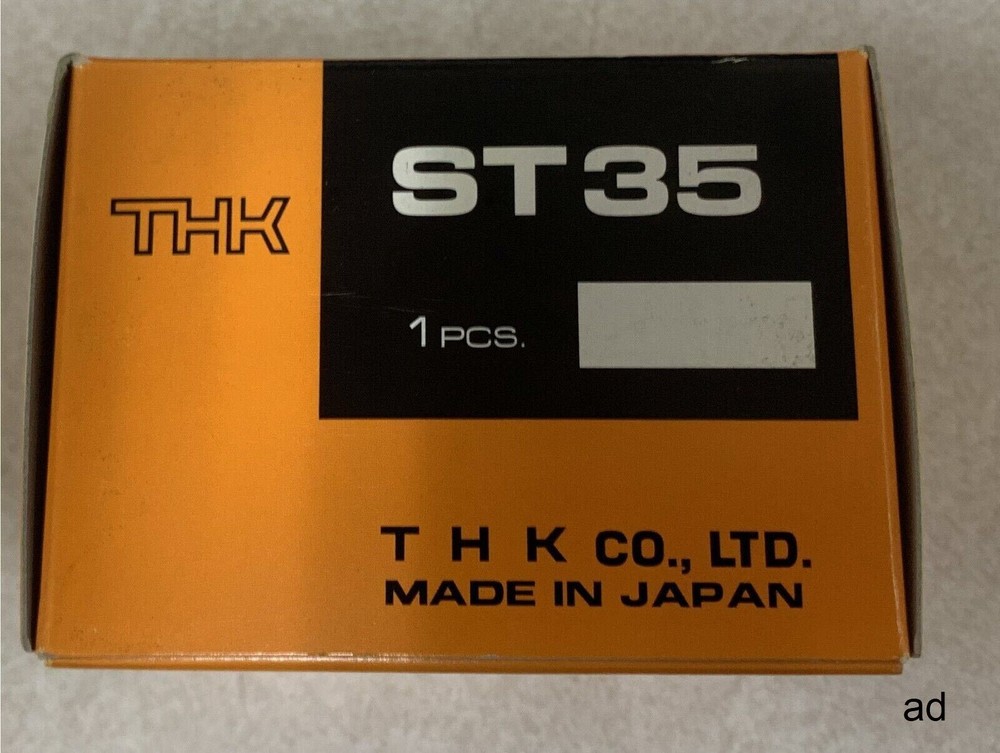 THK
ST35
1 PCS.
T H K CO., LTD.
MADE IN JAPAN
ad